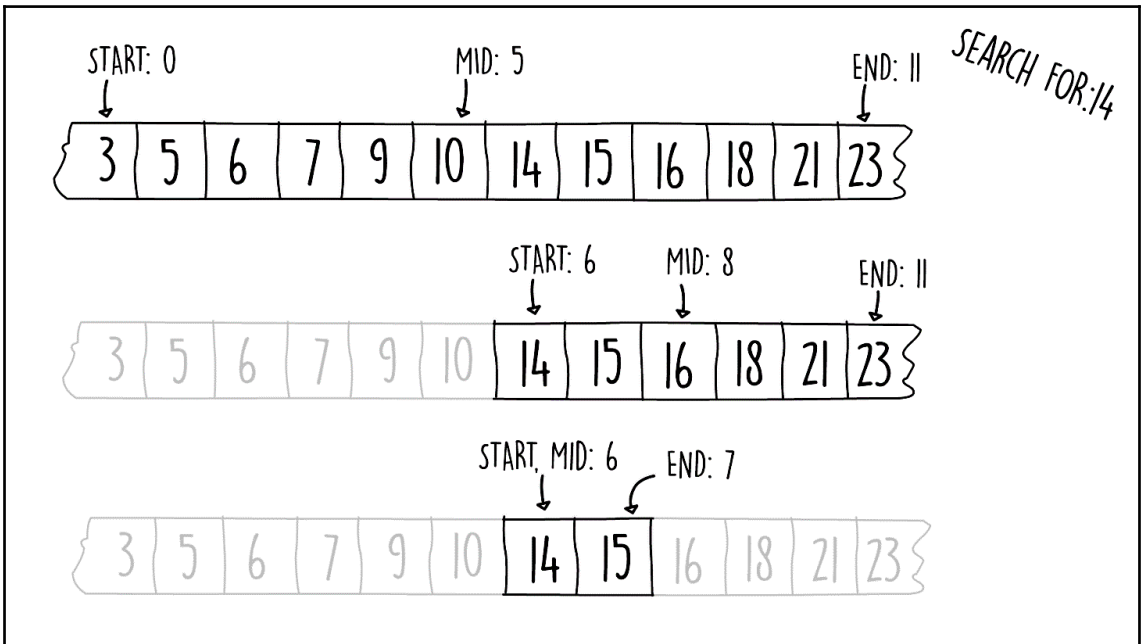 START: 0 MID: 5 END: 11
SEARCH FOR:14
3 5 6 7 9 10 14 15 16 18 21 23
START: 6 MID: 8 END: 11
3 5 6 7 9 10 14 15 16 18 21 23
START, MID: 6 END: 7
3 5 6 7 9 10 14 15 16 18 21 23